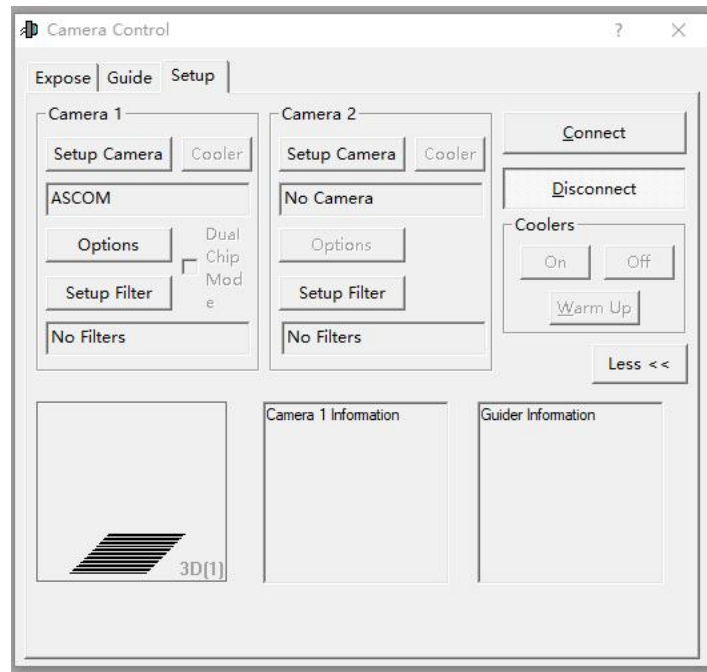 Camera Control
?
Expose
Guide
Setup
Camera 1
Setup Camera
Cooler
ASCOM
Options
Dual
Chip
Mod
e
Setup Filter
No Filters
Camera 2
Setup Camera
Cooler
No Camera
Options
Setup Filter
No Filters
Connect
Disconnect
Coolers
On
Off
Warm Up
Less <<
3D(1)
Camera 1 Information
Guider Information